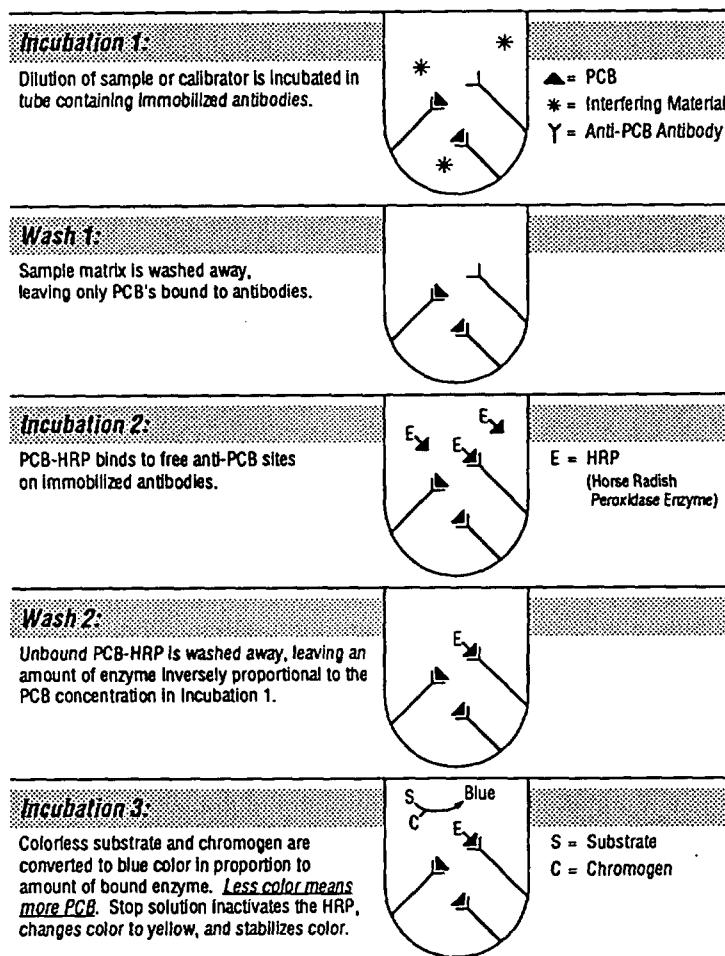 Incubation 1:
Dilution of sample or calibrator is incubated in
tube containing immobilized antibodies.
= PCB
= Interfering Material
= Anti-PCB Antibody
Wash 1:
Sample matrix is washed away,
leaving only PCB's bound to antibodies.
Incubation 2:
PCB-HRP binds to free anti-PCB sites
on immobilized antibodies.
E
E
E
E = HRP
(Horse Radish
Peroxidase Enzyme)
Wash 2:
Unbound PCB-HRP is washed away, leaving an
amount of enzyme inversely proportional to the
PCB concentration in Incubation 1.
E
Incubation 3:
Colorless substrate and chromogen are
converted to blue color in proportion to
amount of bound enzyme. Less color means
more PCB. Stop solution inactivates the HRP,
changes color to yellow, and stabilizes color.
S
Blue
C
E
S = Substrate
C = Chromogen